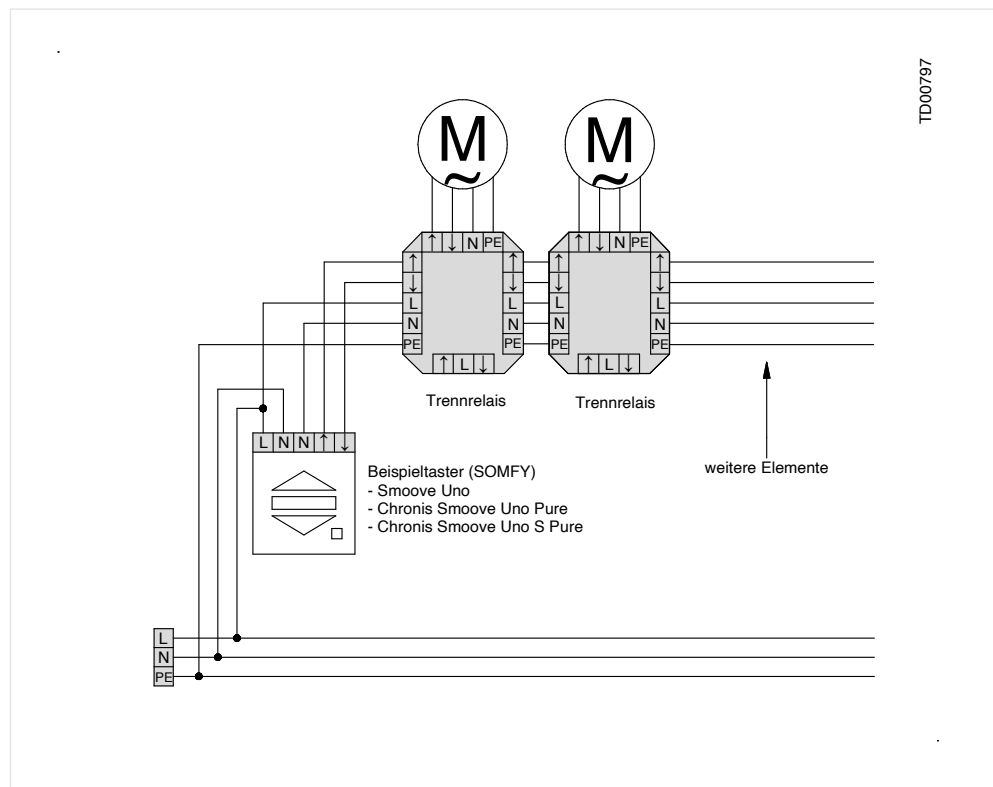 TD00797
M
~
M
~
↑ ↓ N PE
↑ ↓ N PE
↑ ↑ ↑ ↑
↓ ↓ ↓ ↓
L L L L
N N N N
PE PE PE PE
↑ L ↓
↑ L ↓
Trennrelais
Trennrelais
L N N ↑ ↓
weitere Elemente
Beispieltaster (SOMFY)
- Smoove Uno
- Chronis Smoove Uno Pure
- Chronis Smoove Uno S Pure
L
N
PE